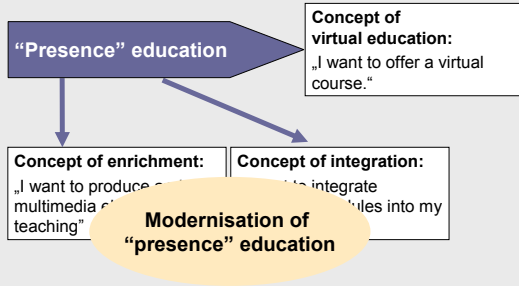 “Presence” education
Concept of
virtual education:
„I want to offer a virtual
course.“
Concept of enrichment:
„I want to produce
multimedia
teaching”
Concept of integration:
to integrate
into my
teaching
Modernisation of
“presence” education